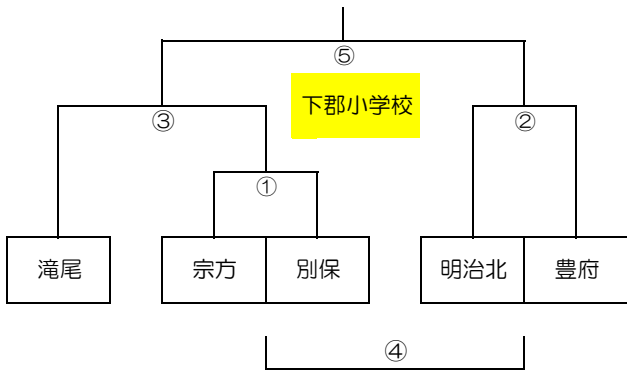 ⑤
下郡小学校
③
②
①
滝尾
宗方
別保
明治北
豊府
④